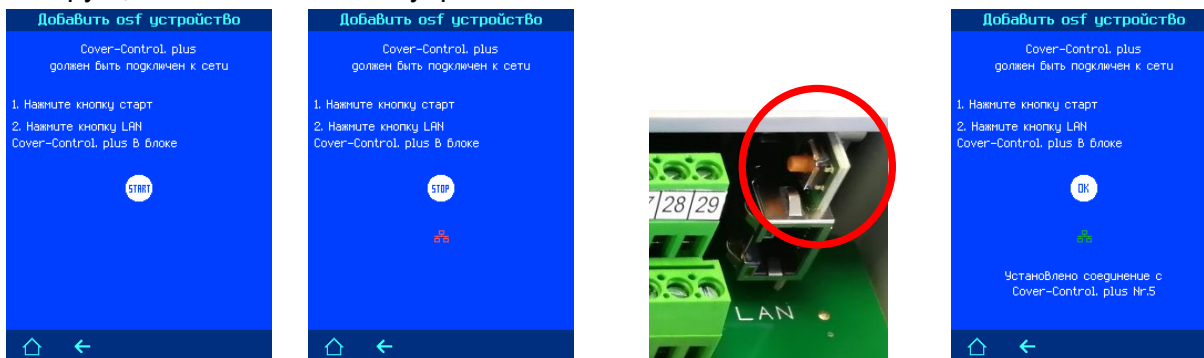 Добавить osf устройство
Cover-Control. plus
должен быть подключен к сети
1. Нажмите кнопку старт
2. Нажмите кнопку LAN
Cover-Control. plus в блоке
START
Добавить osf устройство
Cover-Control. plus
должен быть подключен к сети
1. Нажмите кнопку старт
2. Нажмите кнопку LAN
Cover-Control. plus в блоке
STOP
28 29
LAN
Добавить osf устройство
Cover-Control. plus
должен быть подключен к сети
1. Нажмите кнопку старт
2. Нажмите кнопку LAN
Cover-Control. plus в блоке
OK
Установлено соединение с
Cover-Control. plus Nr.5